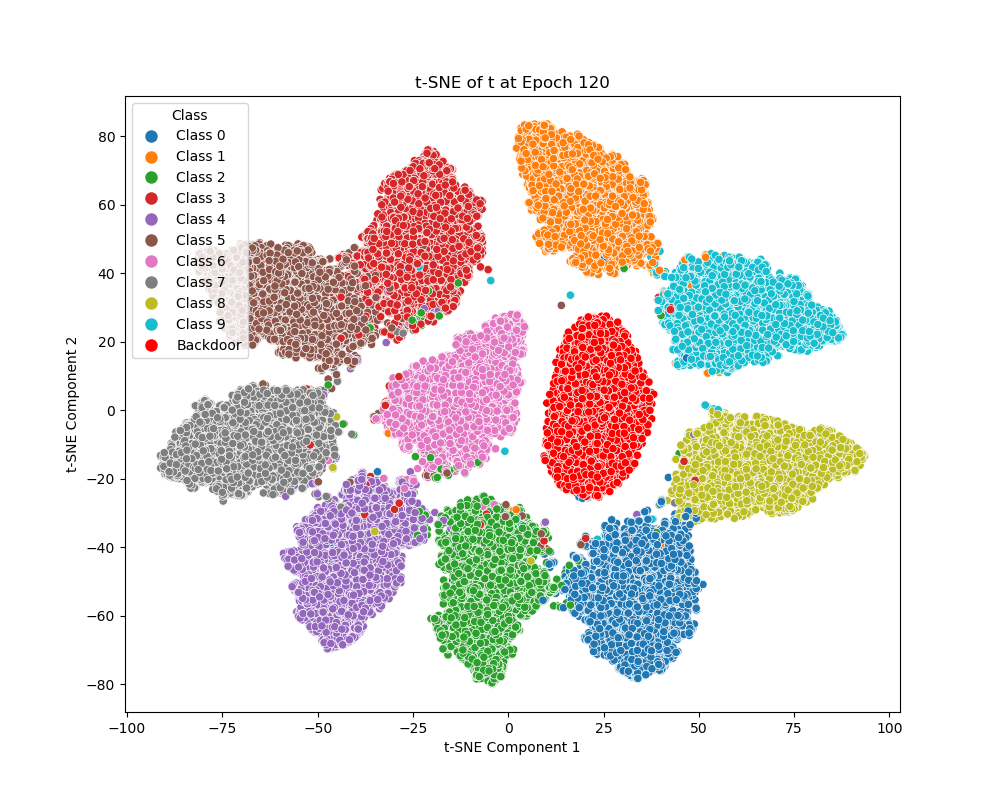 t-SNE of t at Epoch 120
Class
Class 0
Class 1
Class 2
Class 3
Class 4
Class 5
Class 6
Class 7
Class 8
Class 9
Backdoor
80
60
40
20
0
−20
−40
−60
−80
t-SNE Component 2
−100 −75 −50 −25 0 25 50 75 100
t-SNE Component 1